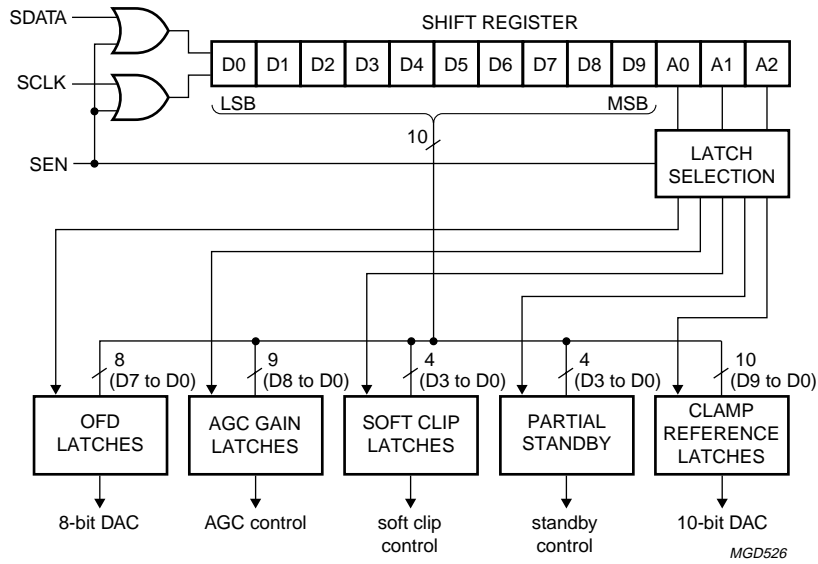 SHIFT REGISTER
SDATA
D0 D1 D2 D3 D4 D5 D6 D7 D8 D9 A0 A1 A2
SCLK
LSB MSB
10
SEN
LATCH
SELECTION
8
(D7 to D0)
9
(D8 to D0)
4
(D3 to D0)
4
(D3 to D0)
10
(D9 to D0)
OFD
LATCHES
AGC GAIN
LATCHES
SOFT CLIP
LATCHES
PARTIAL
STANDBY
CLAMP
REFERENCE
LATCHES
8-bit DAC
AGC control
soft clip
control
standby
control
10-bit DAC
MGD526